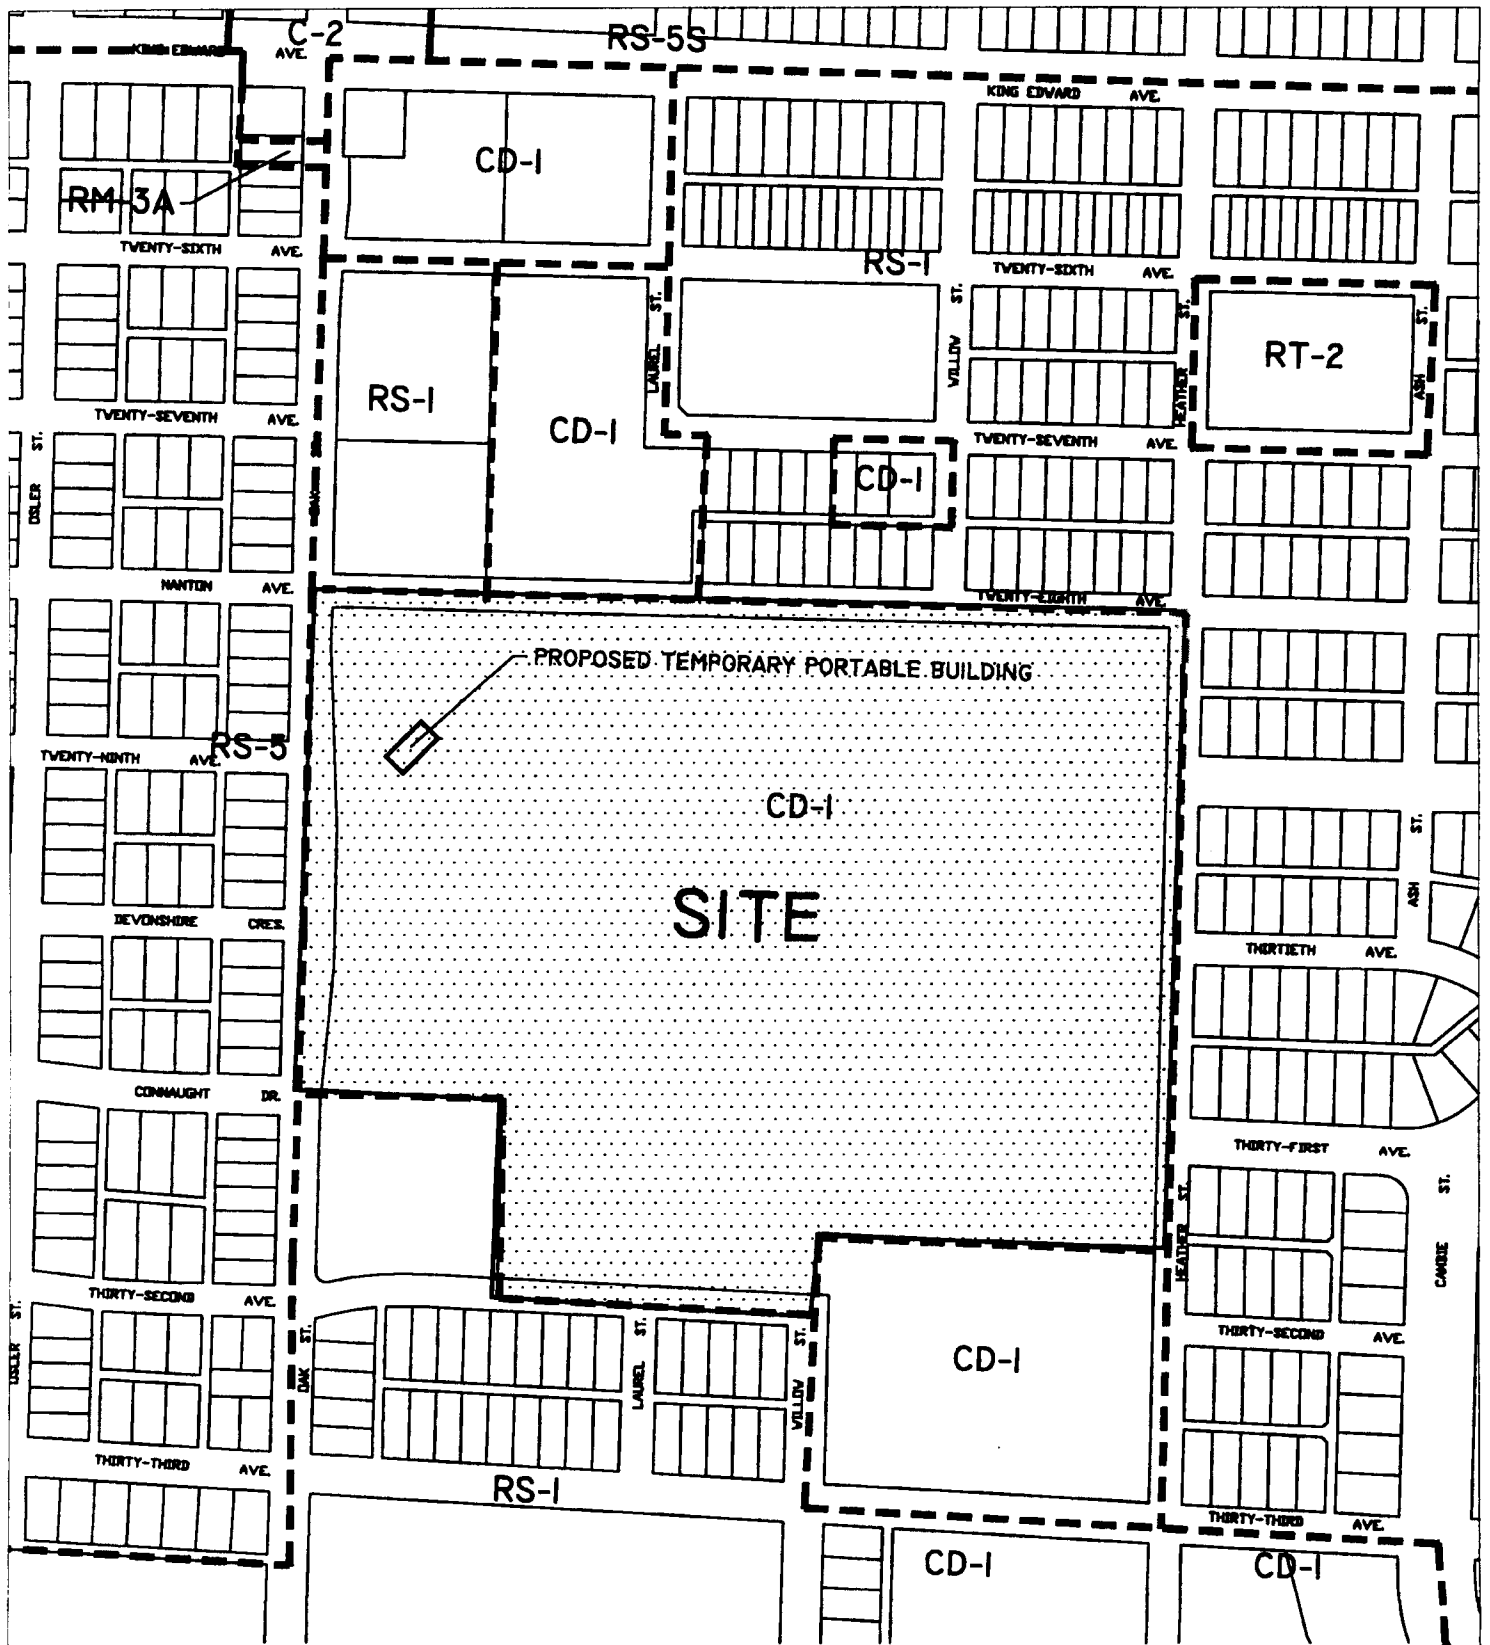 C-2
RS-5S
KING EDWARD AVE.
KING EDWARD AVE.
CD-1
RM-3A
TWENTY-SIXTH AVE.
RS-1
TWENTY-SIXTH AVE.
ST.
ST.
ST.
ST.
RT-2
LAUREL
WILLOW
HEATHER
ASH
RS-1
CD-1
TWENTY-SEVENTH AVE.
TWENTY-SEVENTH AVE.
ST.
OSLER
OAK
CD-1
NANTON AVE.
TWENTY-EIGHTH AVE.
PROPOSED TEMPORARY PORTABLE BUILDING
RS-5
TWENTY-NINTH AVE.
CD-1
ST.
ASH
SITE
DEVONSHIRE CRES.
THIRTIETH AVE.
CONNAUGHT DR.
THIRTY-FIRST AVE.
ST.
HEATHER
ST.
CAMBIE
THIRTY-SECOND AVE.
ST.
OSLER
ST.
OAK
ST.
LAUREL
ST.
WILLOW
THIRTY-SECOND AVE.
CD-1
THIRTY-THIRD AVE.
RS-1
THIRTY-THIRD AVE.
CD-1
CD-1